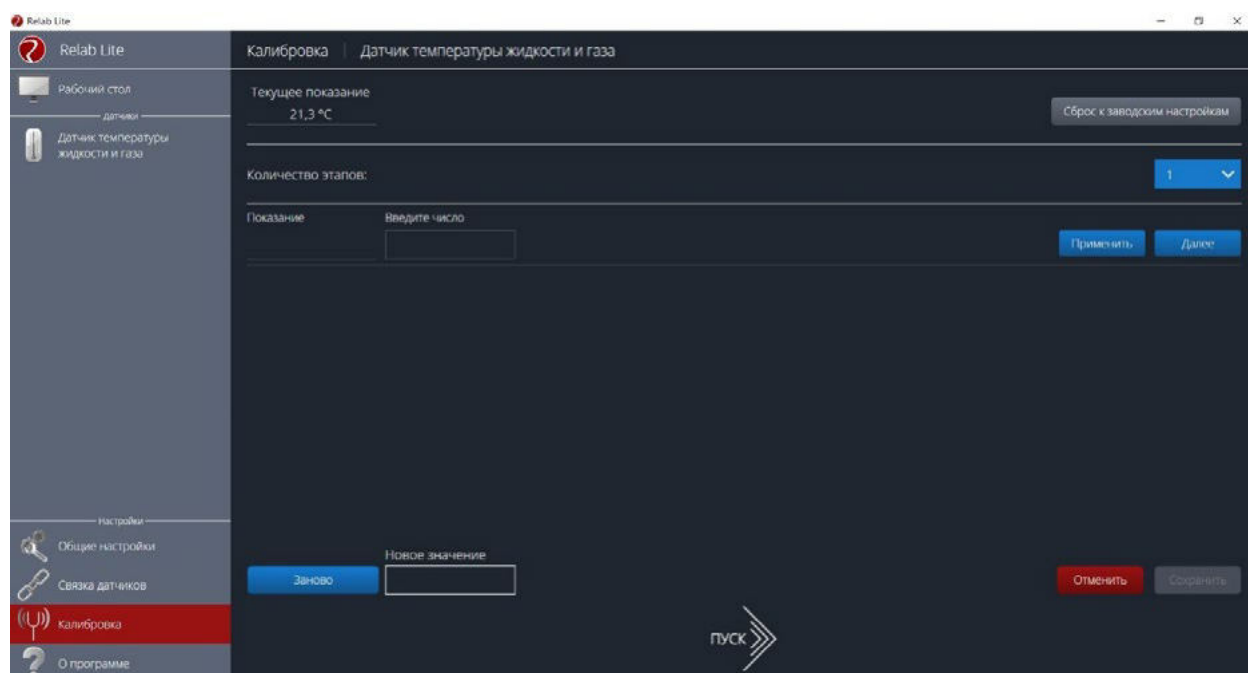 Relab Lite
Relab Lite
Рабочий стол
Датчики
Датчик температуры
жидкости и газа
Калибровка
Датчик температуры жидкости и газа
Текущее показание
21,3 °C
Сброс к заводским настройкам
Количество этапов:
1
Показание
Введите число
Применить
Далее
Настройки
Общие настройки
Связка датчиков
Калибровка
О программе
Новое значение
Заново
Отменить
Сохранить
ПУСК